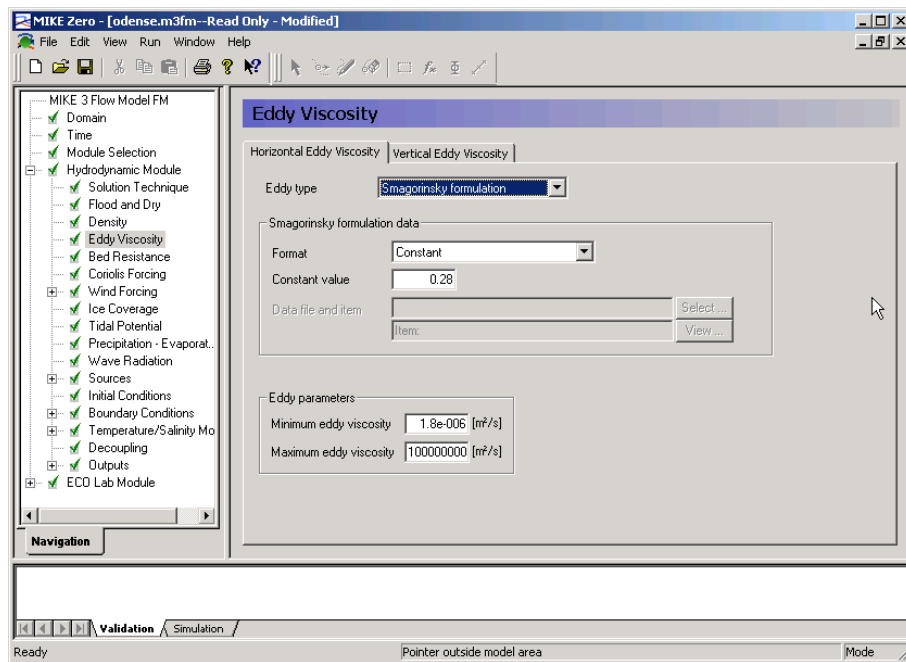 MIKE Zero - [odense.m3fm--Read Only - Modified]
File Edit View Run Window Help
MIKE 3 Flow Model FM
Domain
Time
Module Selection
Hydrodynamic Module
Solution Technique
Flood and Dry
Density
Eddy Viscosity
Bed Resistance
Coriolis Forcing
Wind Forcing
Ice Coverage
Tidal Potential
Precipitation - Evaporat..
Wave Radiation
Sources
Initial Conditions
Boundary Conditions
Temperature/Salinity Mo
Decoupling
Outputs
ECO Lab Module
Navigation
Eddy Viscosity
Horizontal Eddy Viscosity Vertical Eddy Viscosity
Eddy type Smagorinsky formulation
Smagorinsky formulation data
Format Constant
Constant value 0.28
Data file and item Select ...
Item: View ...
Eddy parameters
Minimum eddy viscosity 1.8e-006 [m²/s]
Maximum eddy viscosity 100000000 [m²/s]
Validation Simulation
Ready Pointer outside model area Mode